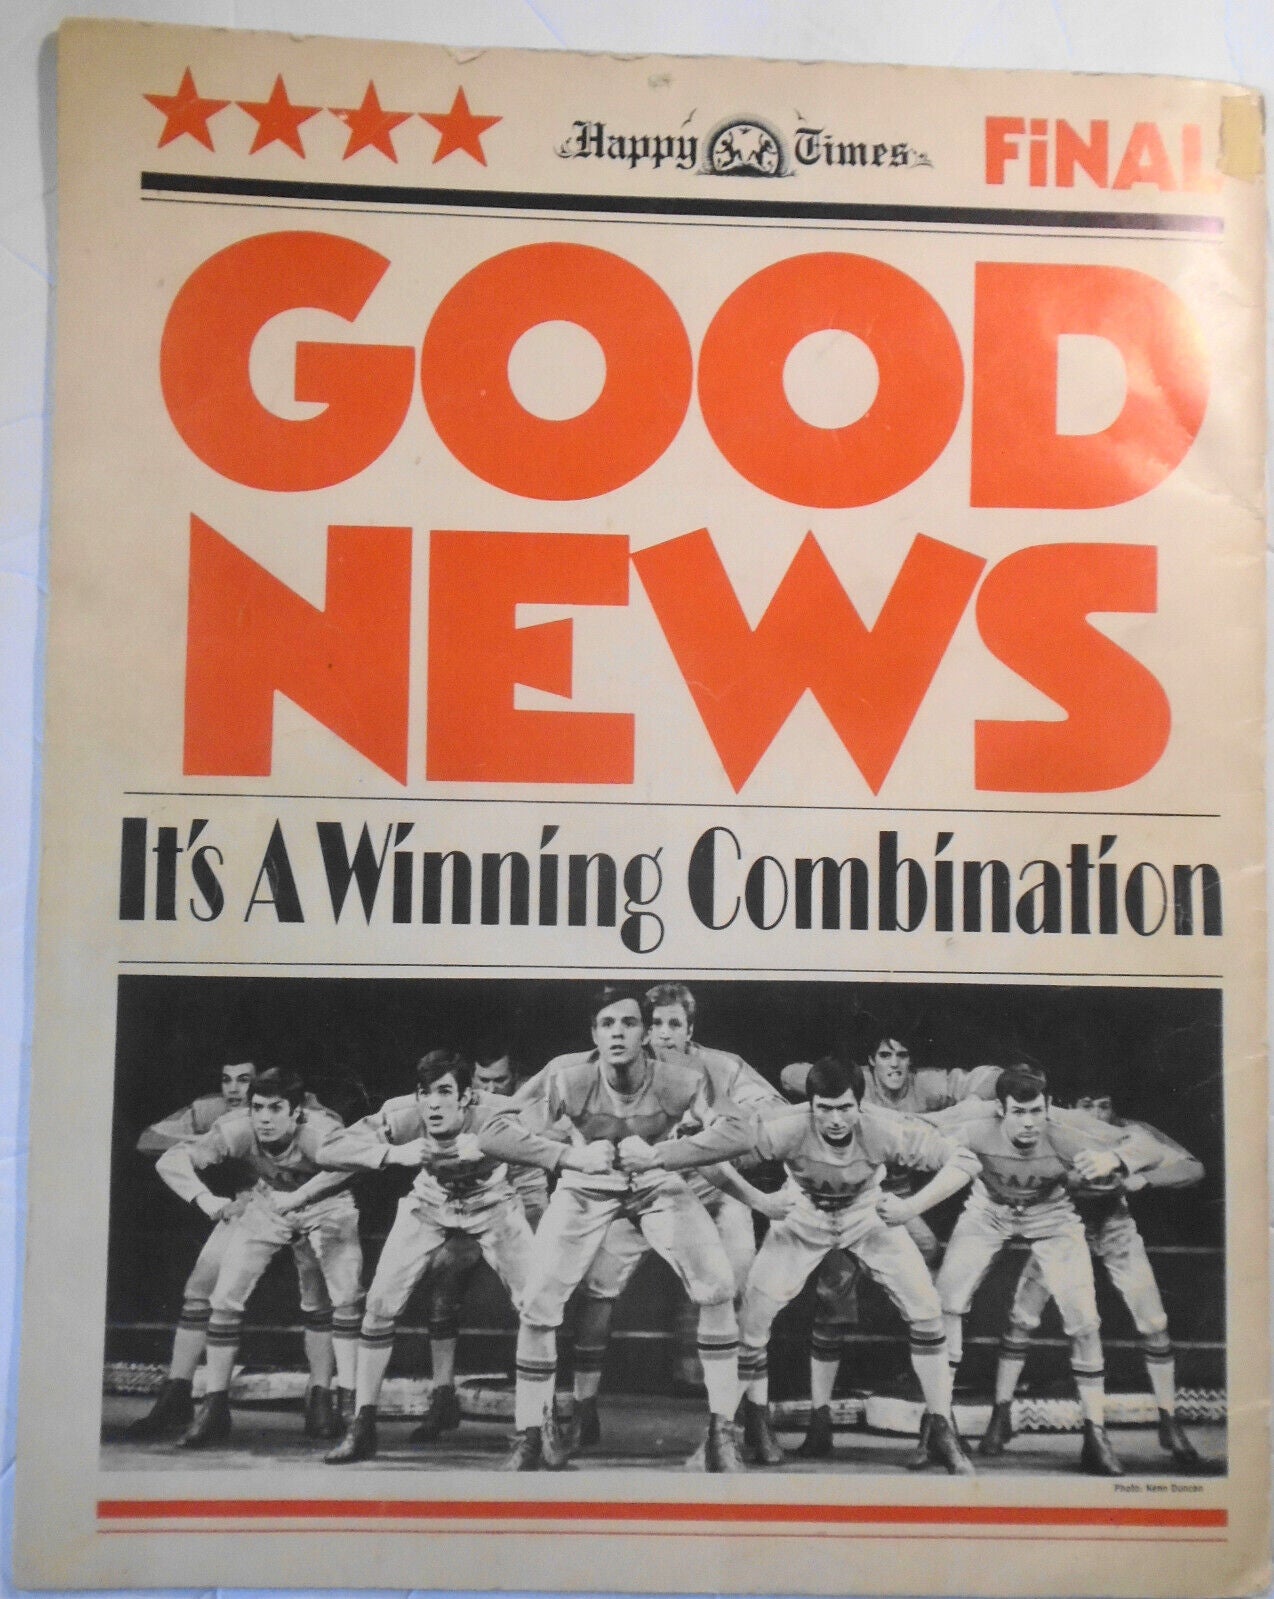 Happy Times
FiNAL
GOOD
NEWS
It's A Winning Combination
Photo: Kenn Duncan